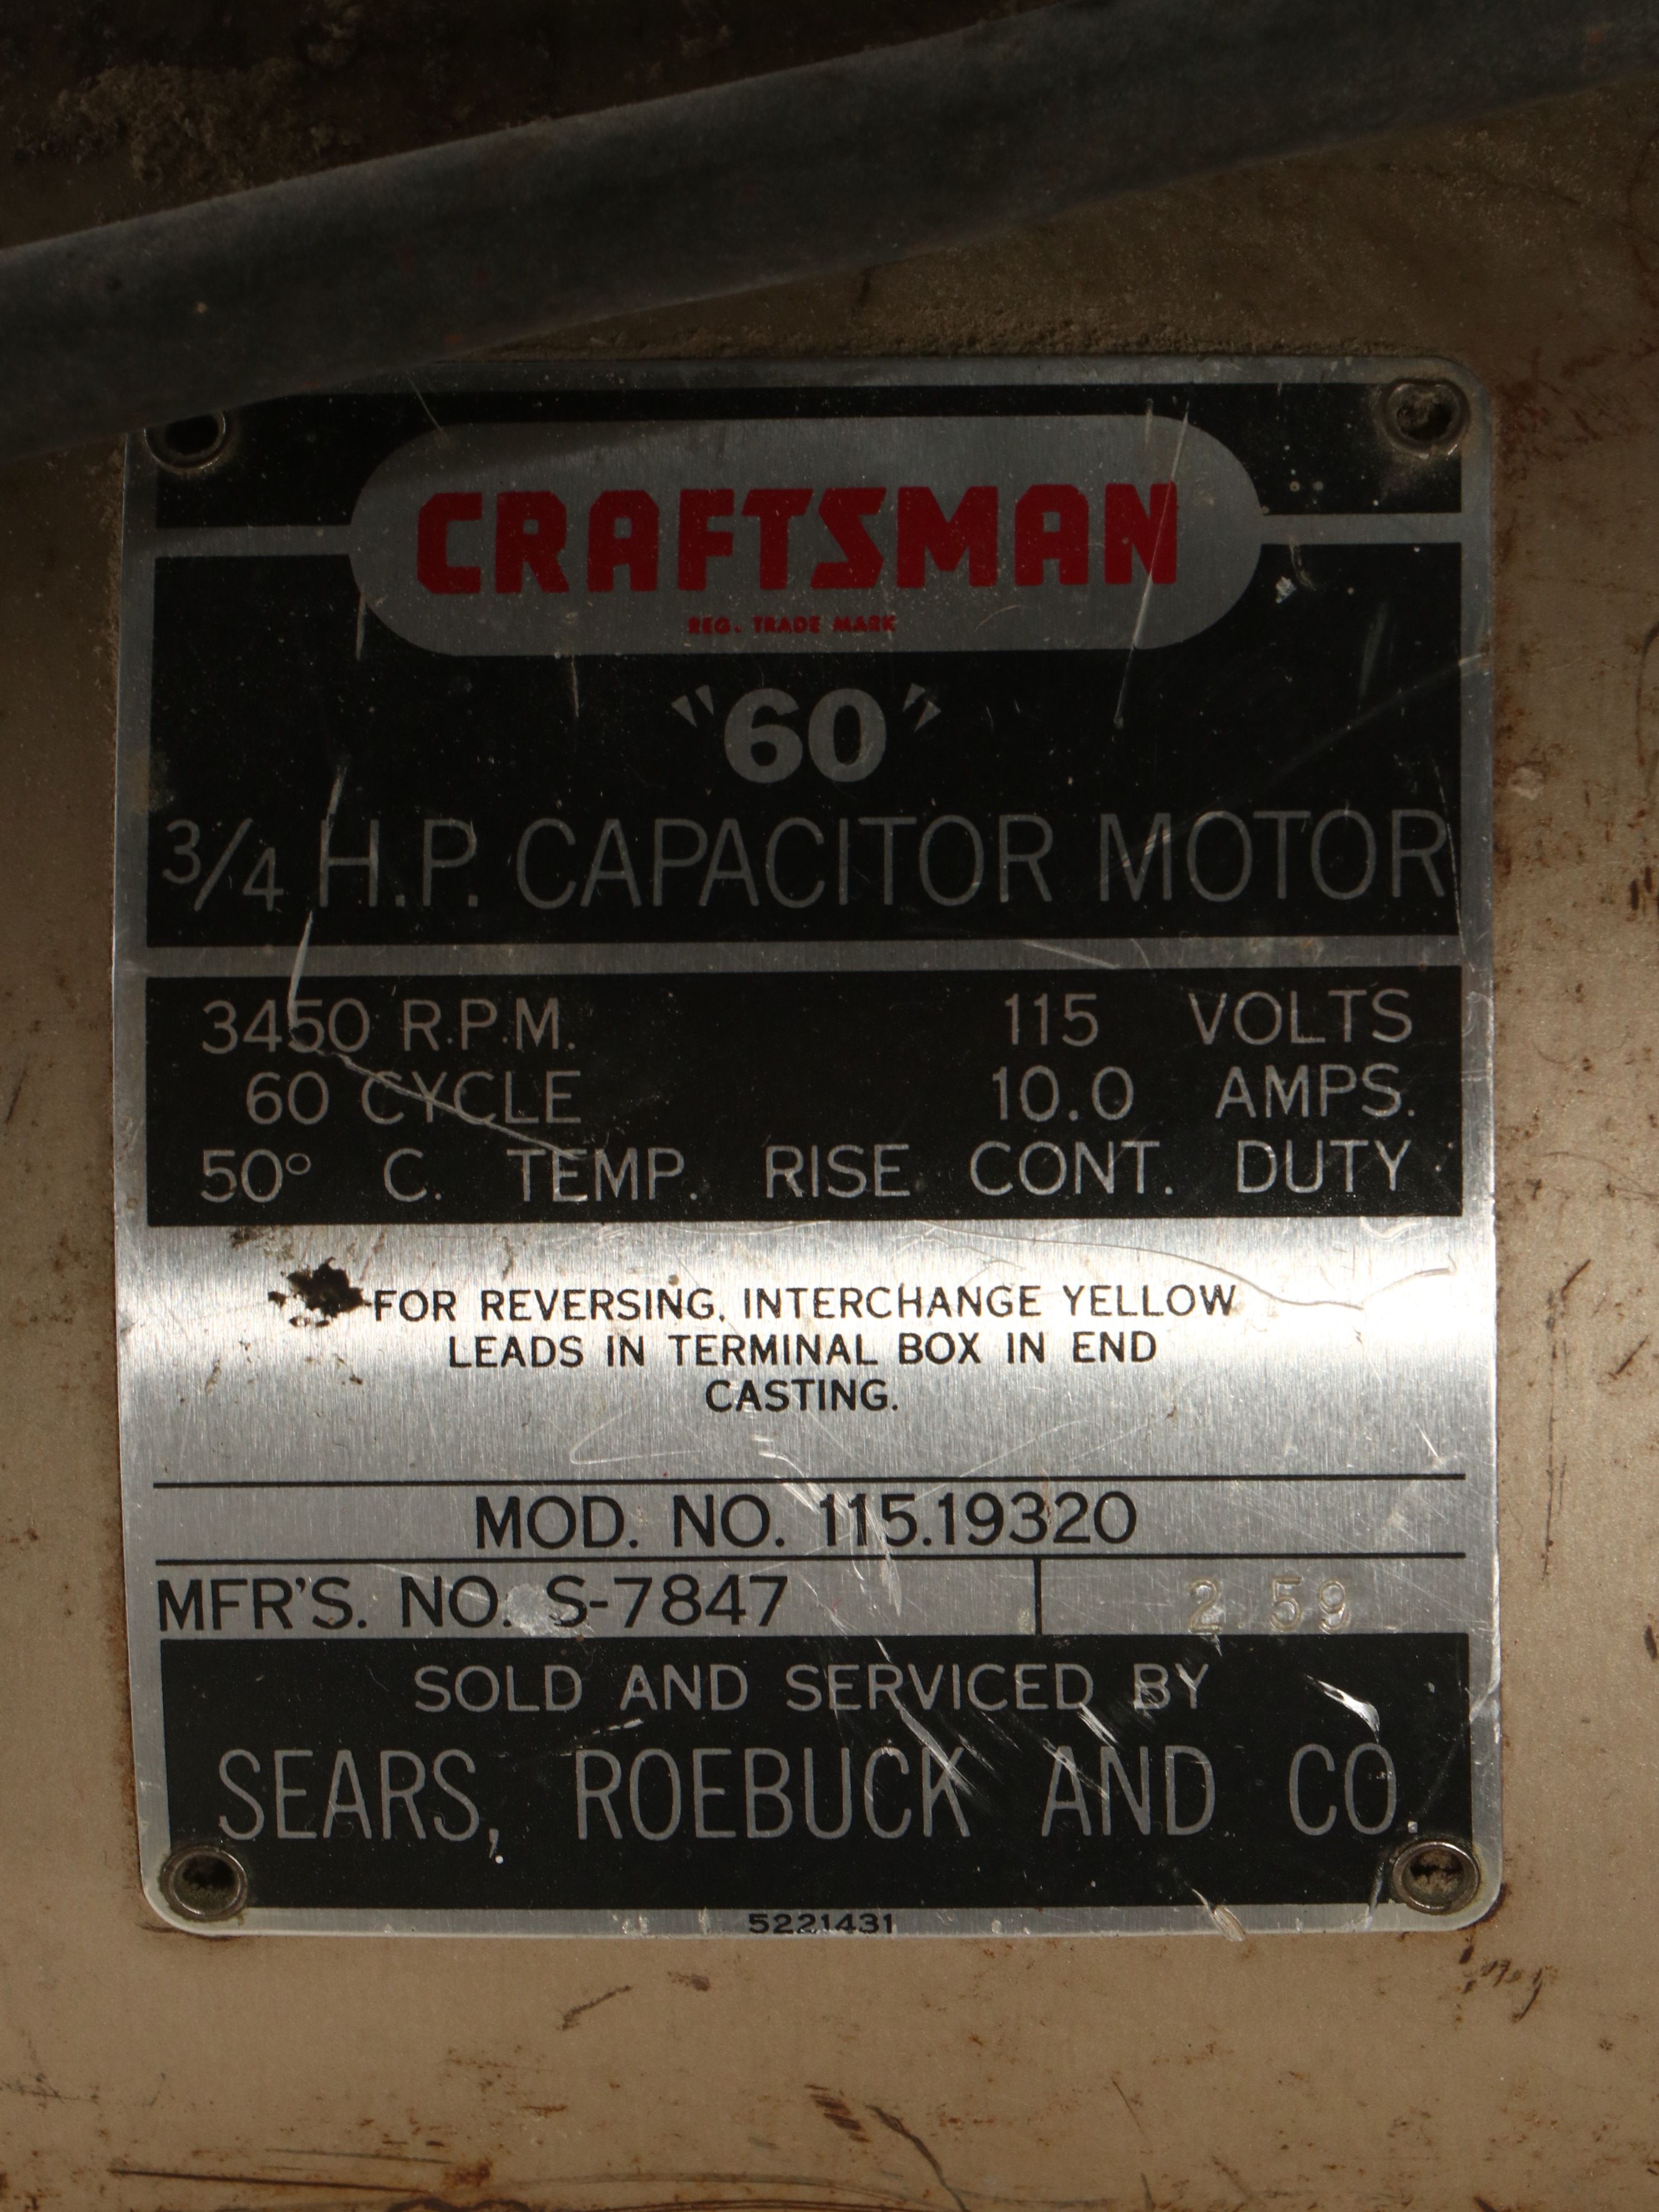 CRAFTSMAN
REG. TRADE MARK
"60"
3/4 H.P. CAPACITOR MOTOR
3450 R.P.M. 115 VOLTS
60 CYCLE 10.0 AMPS.
50° C. TEMP. RISE CONT. DUTY
FOR REVERSING, INTERCHANGE YELLOW
LEADS IN TERMINAL BOX IN END
CASTING.
MOD. NO. 115.19320
MFR'S. NO. S-7847 2 59
SOLD AND SERVICED BY
SEARS, ROEBUCK AND CO.
5221431